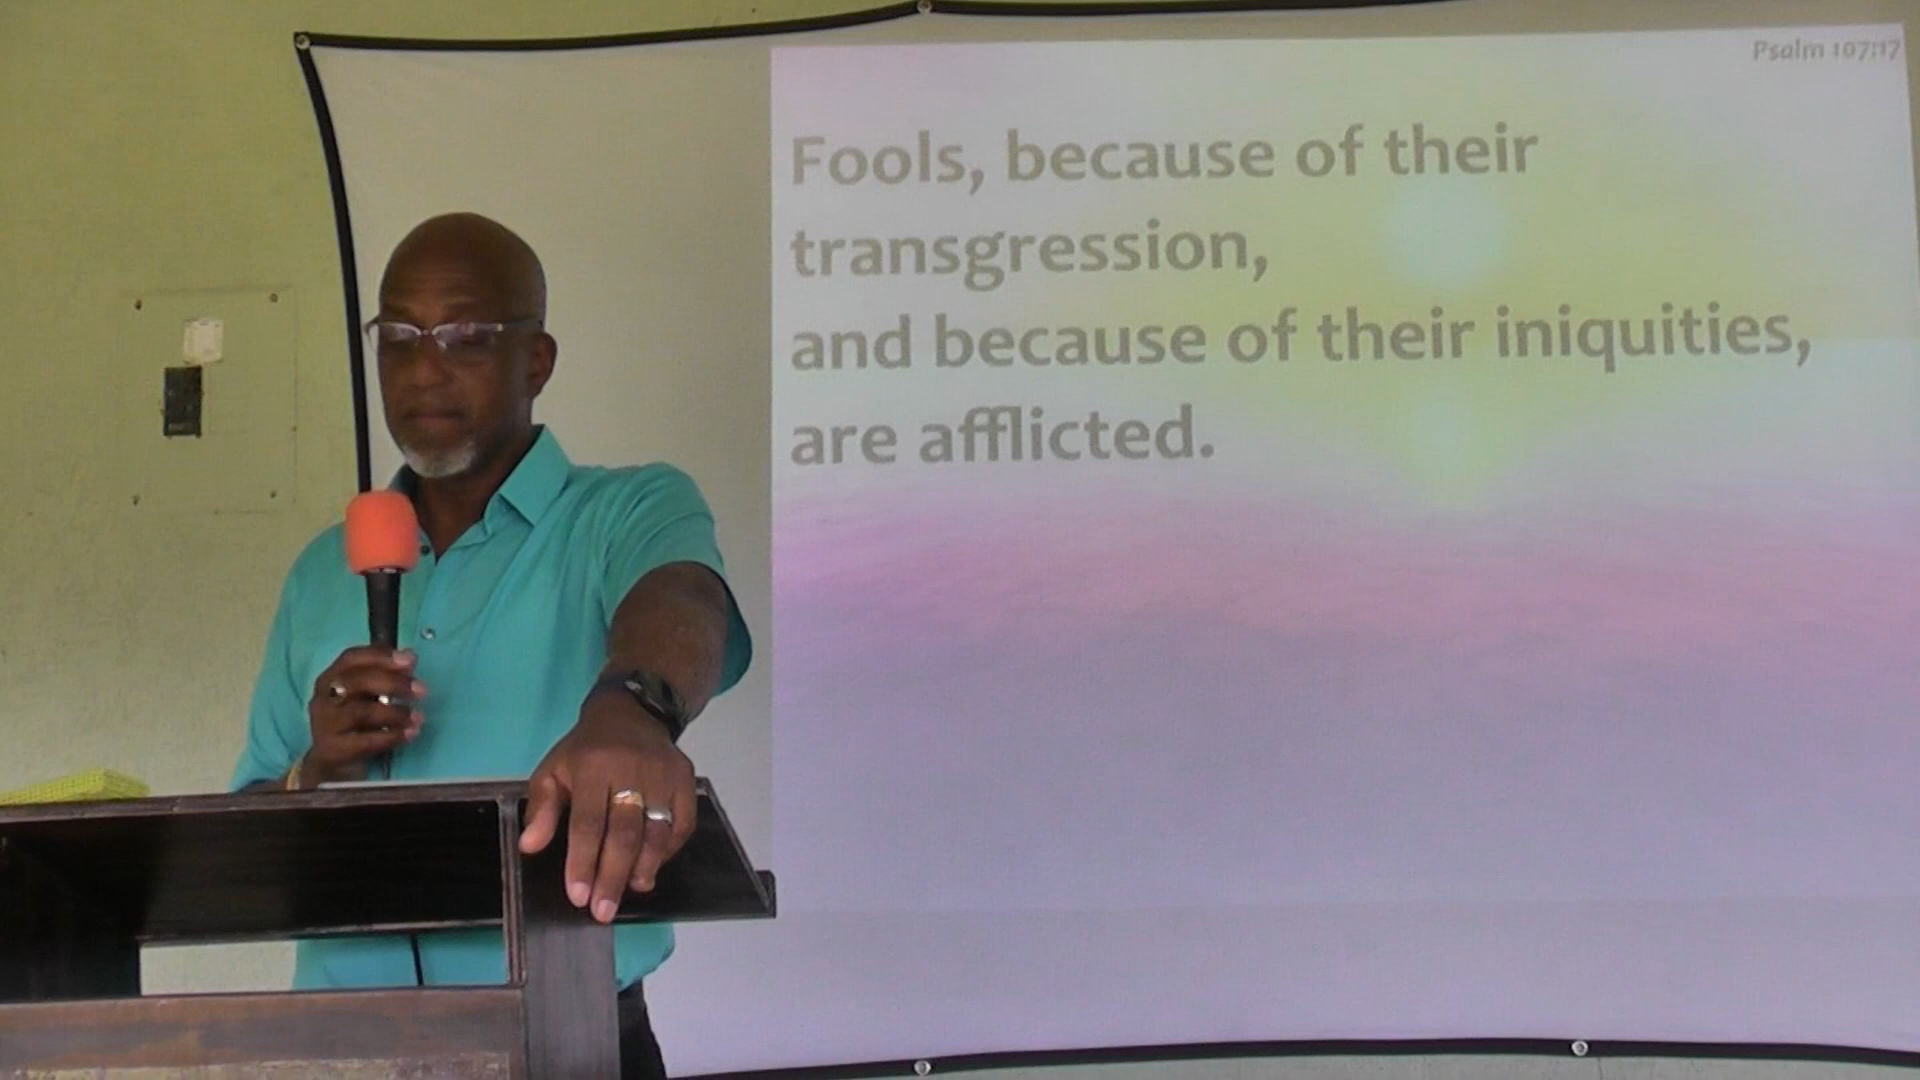 Psalm 107:17
Fools, because of their
transgression,
and because of their iniquities,
are afflicted.